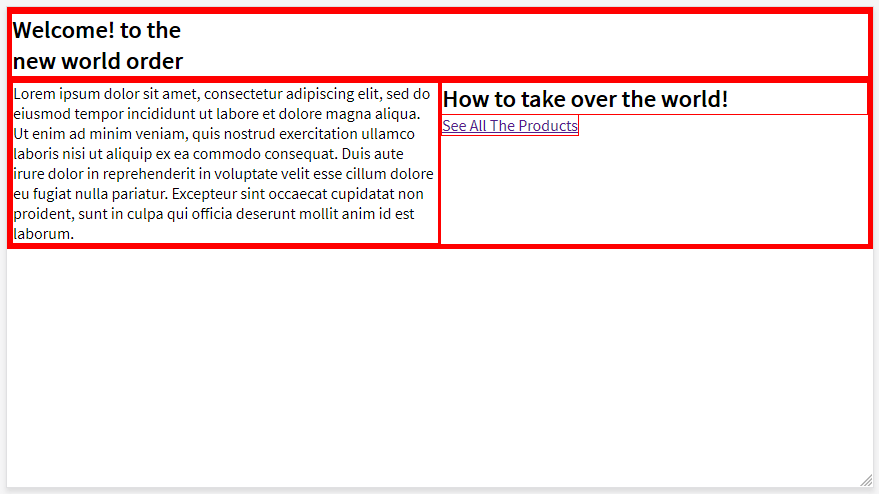 Welcome! to the
new world order
Lorem ipsum dolor sit amet, consectetur adipiscing elit, sed do
eiusmod tempor incididunt ut labore et dolore magna aliqua.
Ut enim ad minim veniam, quis nostrud exercitation ullamco
laboris nisi ut aliquip ex ea commodo consequat. Duis aute
irure dolor in reprehenderit in voluptate velit esse cillum dolore
eu fugiat nulla pariatur. Excepteur sint occaecat cupidatat non
proident, sunt in culpa qui officia deserunt mollit anim id est
laborum.
How to take over the world!
See All The Products